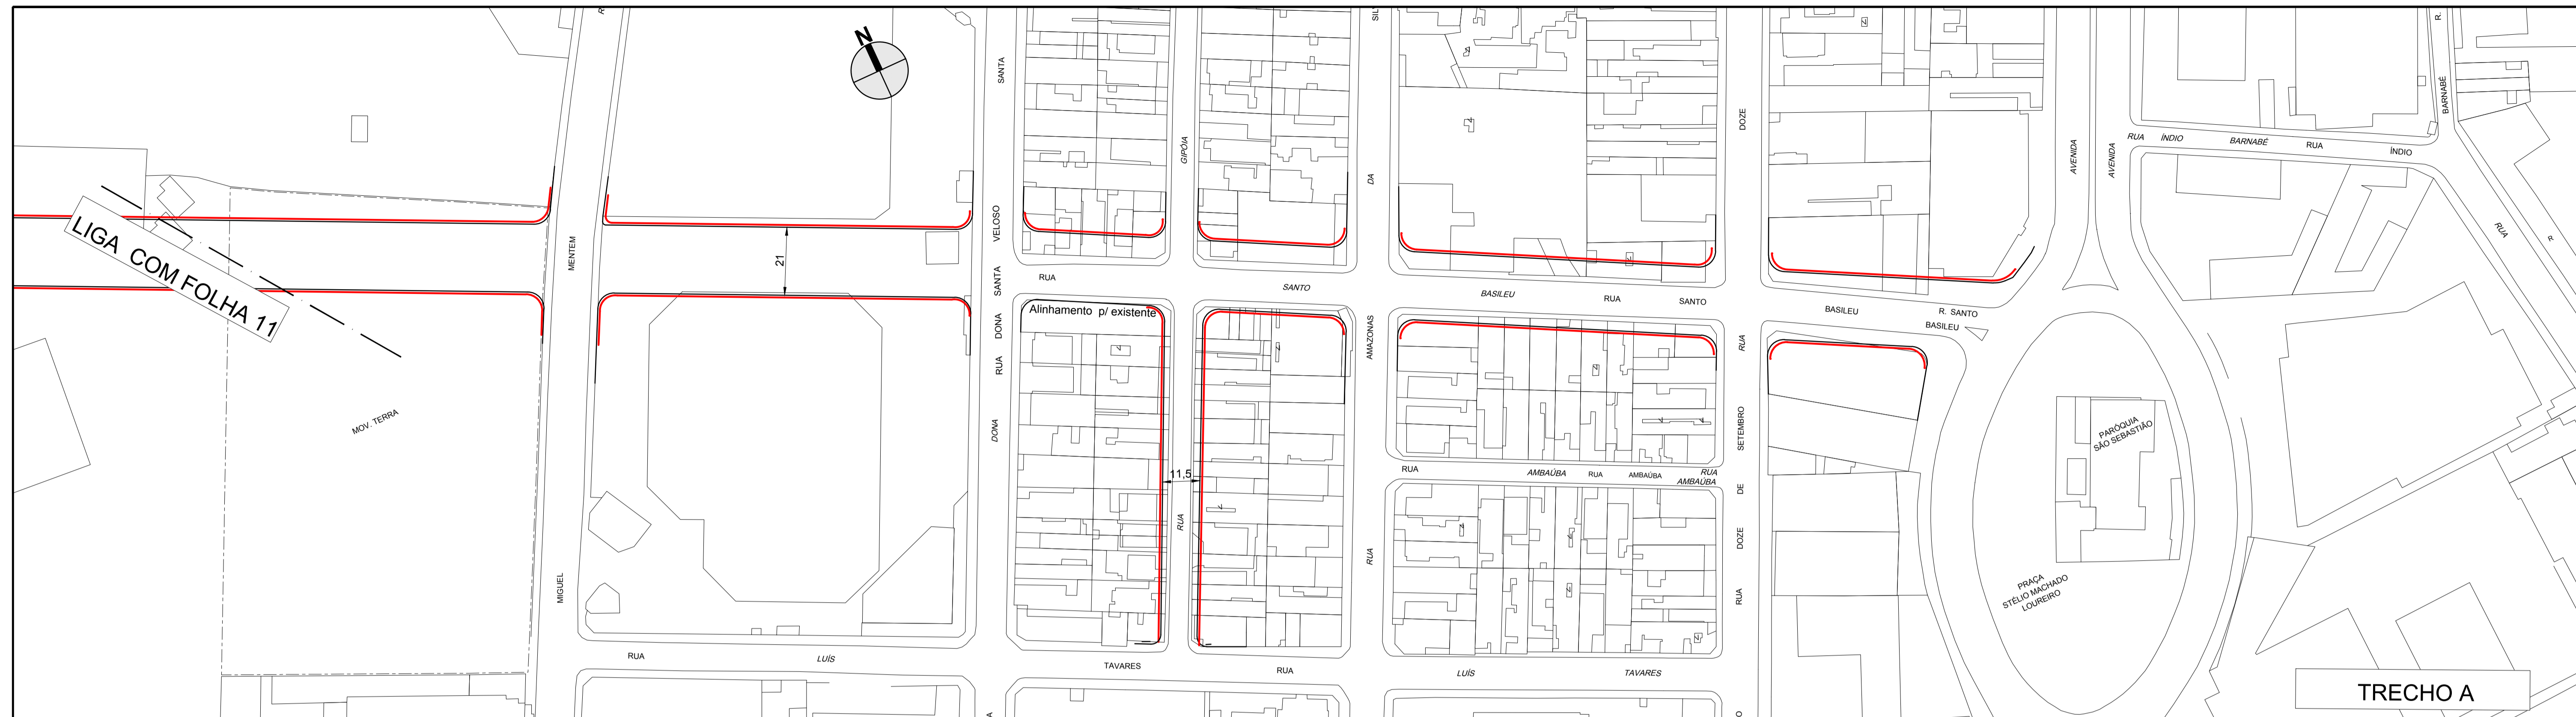 N
LIGA COM FOLHA 11
MOV. TERRA
MENTEM
MIGUEL
R
21
SANTA
VELOSO
SANTA
DONA
RUA
DONA
A
RUA
Alinhamento p/ existente
GIPÓIA
11,5
RUA
SANTO
SIL
DA
AMAZONAS
RUA
BASILEU
RUA
SANTO
DOZE
RUA
SETEMBRO
DE
DOZE
RUA
O
RUA
AMBAÚBA
RUA
AMBAÚBA
RUA
AMBAÚBA
BASILEU
R. SANTO
BASILEU
AVENIDA
AVENIDA
RUA
ÍNDIO
BARNABÉ
RUA
ÍNDIO
R.
BARNABÉ
RUA
R
PARÓQUIA
SÃO SEBASTIÃO
PRAÇA
STÉLIO MACHADO
LOUREIRO
RUA
LUÍS
TAVARES
RUA
LUÍS
TAVARES
TRECHO A